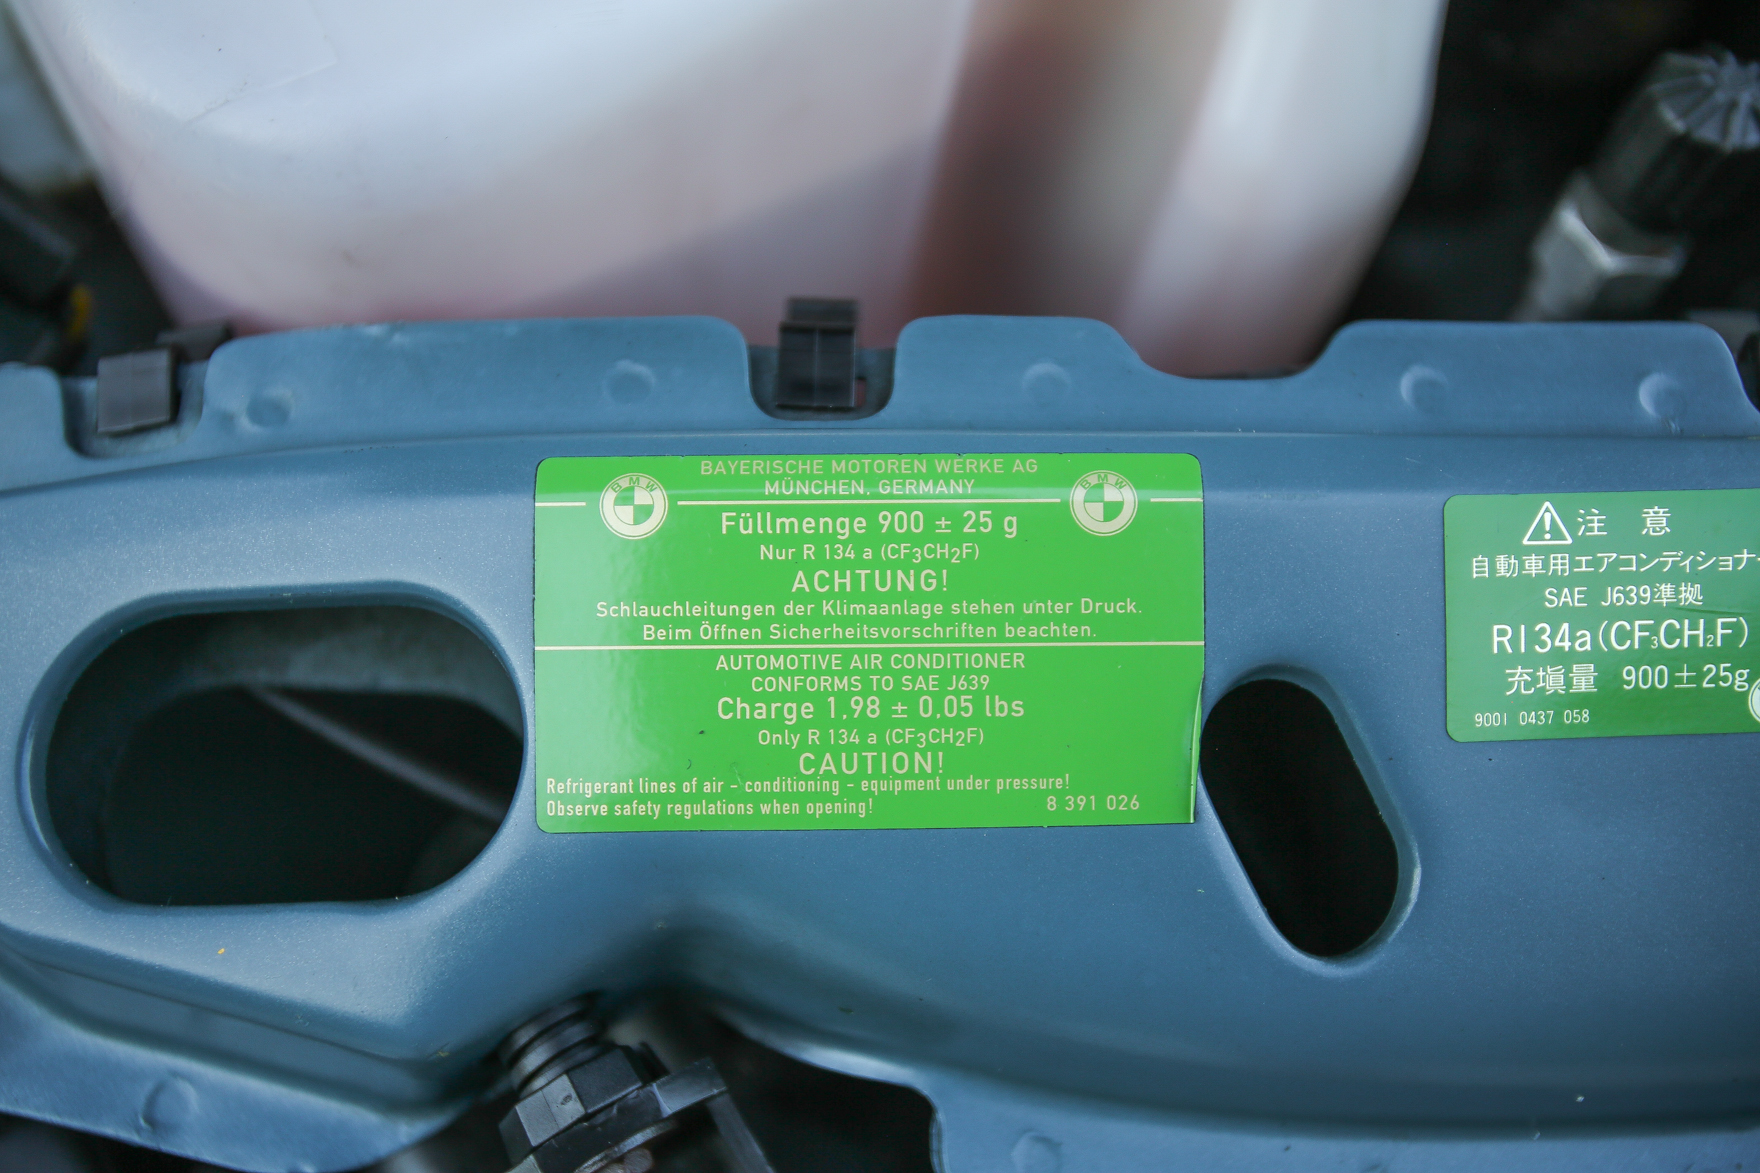 BAYERISCHE MOTOREN WERKE AG
MÜNCHEN, GERMANY
BMW
BMW
Füllmenge 900 ± 25 g
Nur R 134 a (CF3CH2F)
ACHTUNG!
Schlauchleitungen der Klimaanlage stehen unter Druck.
Beim Öffnen Sicherheitsvorschriften beachten.
AUTOMOTIVE AIR CONDITIONER
CONFORMS TO SAE J639
Charge 1,98 ± 0,05 lbs
Only R 134 a (CF3CH2F)
CAUTION!
Refrigerant lines of air - conditioning - equipment under pressure!
Observe safety regulations when opening!
8 391 026
注 意
自動車用エアコンディショナー
SAE J639準拠
R134a(CF3CH2F)
充塡量 900±25g
9001 0437 058